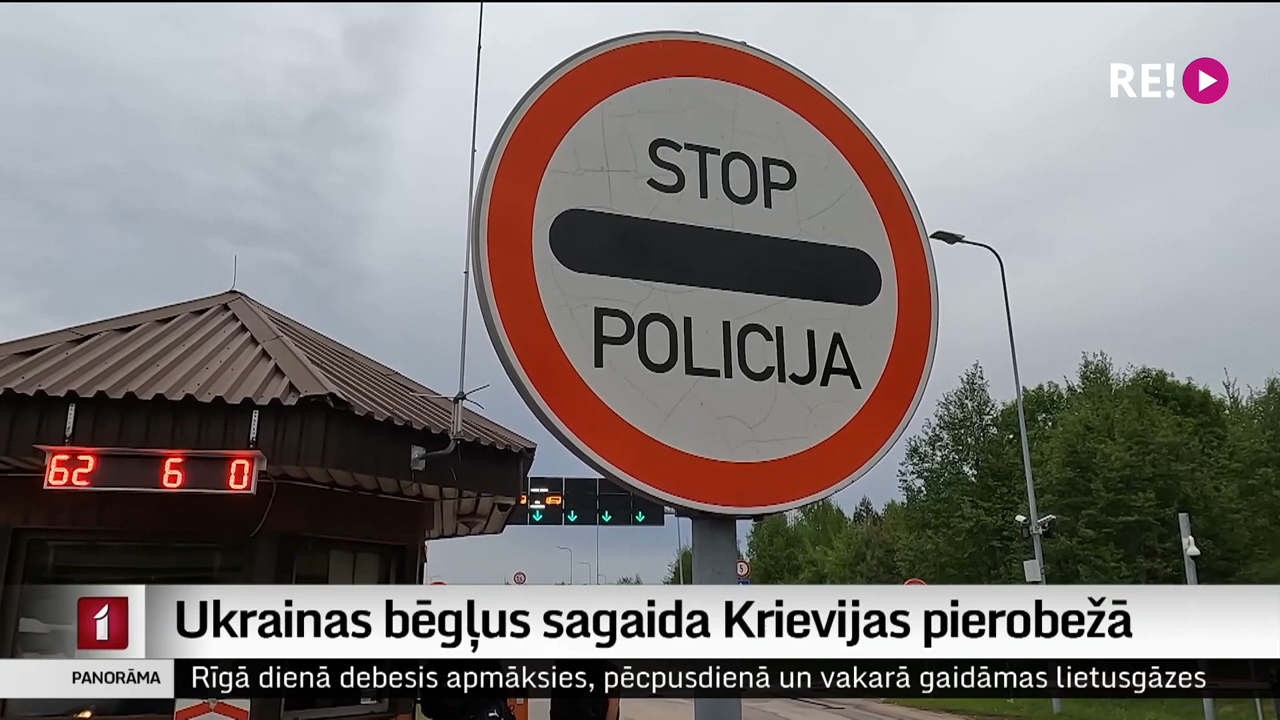 RE!
STOP
POLICIJA
62 6 0
5
1
Ukrainas bēgļus sagaida Krievijas pierobežā
PANORĀMA
Rīgā dienā debesis apmāksies, pēcpusdienā un vakarā gaidāmas lietusgāzes